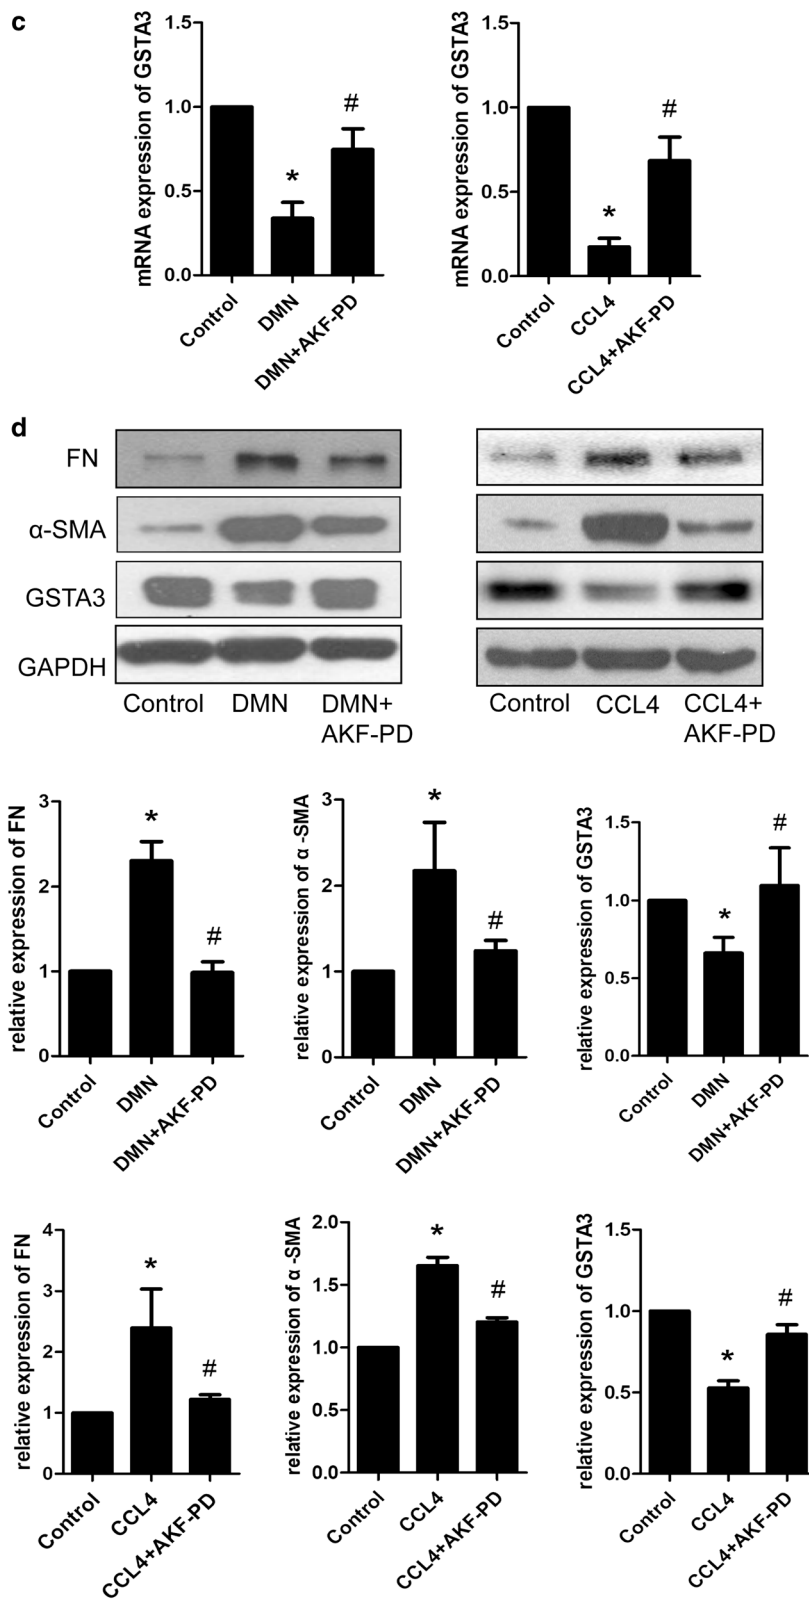 c
mRNA expression of GSTA3
1.5
1.0
0.5
0.0
*
#
Control
DMN
DMN+AKF-PD
mRNA expression of GSTA3
1.5
1.0
0.5
0.0
*
#
Control
CCL4
CCL4+AKF-PD
d
FN
α-SMA
GSTA3
GAPDH
Control DMN DMN+
AKF-PD
Control CCL4 CCL4+
AKF-PD
relative expression of FN
3
2
1
0
*
#
Control
DMN
DMN+AKF-PD
relative expression of α -SMA
3
2
1
0
*
#
Control
DMN
DMN+AKF-PD
relative expression of GSTA3
1.5
1.0
0.5
0.0
*
#
Control
DMN
DMN+AKF-PD
relative expression of FN
4
3
2
1
0
*
#
Control
CCL4
CCL4+AKF-PD
relative expression of α -SMA
2.0
1.5
1.0
0.5
0.0
*
#
Control
CCL4
CCL4+AKF-PD
relative expression of GSTA3
1.5
1.0
0.5
0.0
*
#
Control
CCL4
CCL4+AKF-PD